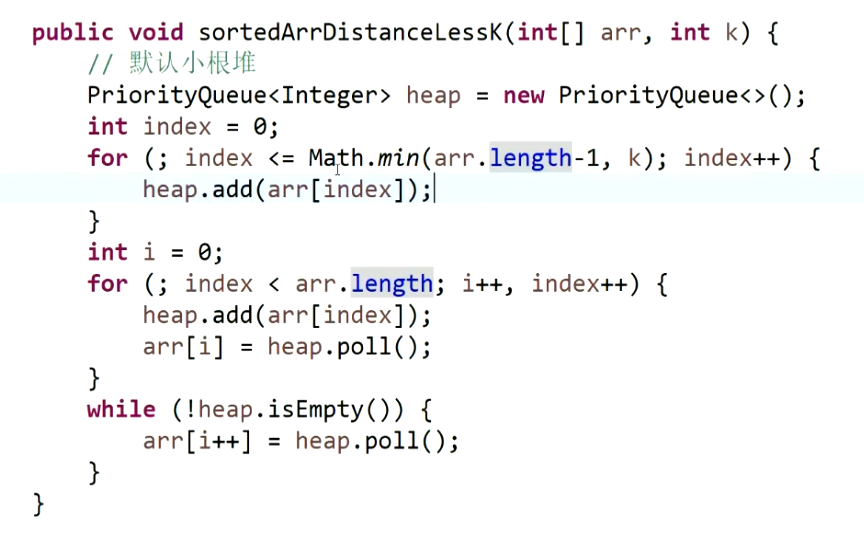 public void sortedArrDistanceLessK(int[] arr, int k) {
    // 默认小根堆
    PriorityQueue<Integer> heap = new PriorityQueue<>();
    int index = 0;
    for (; index <= Math.min(arr.length-1, k); index++) {
        heap.add(arr[index]);
    }
    int i = 0;
    for (; index < arr.length; i++, index++) {
        heap.add(arr[index]);
        arr[i] = heap.poll();
    }
    while (!heap.isEmpty()) {
        arr[i++] = heap.poll();
    }
}